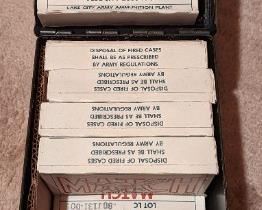 LAKE CITY ARMY AMMUNITION PLANT
DISPOSAL OF FIRED CASES
SHALL BE AS PRESCRIBED
BY ARMY REGULATIONS
DISPOSAL OF FIRED CASES
SHALL BE AS PRESCRIBED
BY ARMY REGULATIONS
DISPOSAL OF FIRED CASES
SHALL BE AS PRESCRIBED
BY ARMY REGULATIONS
DISPOSAL OF FIRED CASES
SHALL BE AS PRESCRIBED
BY ARMY REGULATIONS
MATCH
MATCH
LOT LC